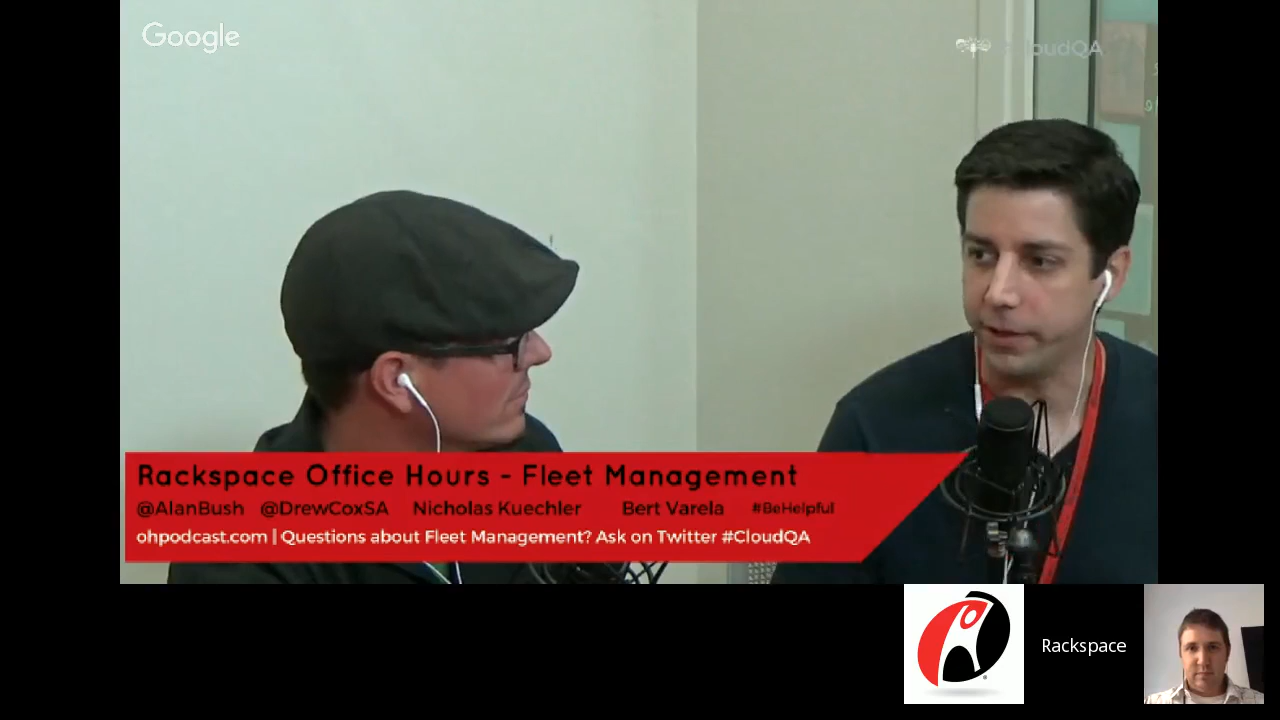 Google
CloudQA
Rackspace Office Hours - Fleet Management
@AlanBush @DrewCoxSA Nicholas Kuechler Bert Varela #BeHelpful
ohpodcast.com | Questions about Fleet Management? Ask on Twitter #CloudQA
Rackspace